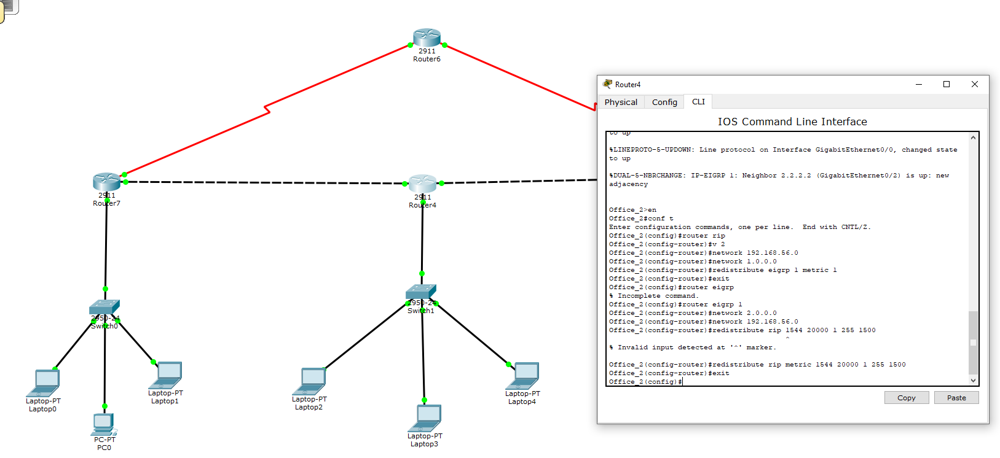 2911
Router6
2911
Router7
2911
Router4
2950-24
Switch0
2950-24
Switch1
Laptop-PT
Laptop0
Laptop-PT
Laptop1
PC-PT
PC0
Laptop-PT
Laptop2
Laptop-PT
Laptop4
Laptop-PT
Laptop3
Router4
Physical Config CLI
IOS Command Line Interface
to up
%LINEPROTO-5-UPDOWN: Line protocol on Interface GigabitEthernet0/0, changed state
to up
%DUAL-5-NBRCHANGE: IP-EIGRP 1: Neighbor 2.2.2.2 (GigabitEthernet0/2) is up: new
adjacency
Office_2>en
Office_2#conf t
Enter configuration commands, one per line.  End with CNTL/Z.
Office_2(config)#router rip
Office_2(config-router)#v 2
Office_2(config-router)#network 192.168.56.0
Office_2(config-router)#network 1.0.0.0
Office_2(config-router)#redistribute eigrp 1 metric 1
Office_2(config-router)#exit
Office_2(config)#router eigrp
% Incomplete command.
Office_2(config)#router eigrp 1
Office_2(config-router)#network 2.0.0.0
Office_2(config-router)#network 192.168.56.0
Office_2(config-router)#redistribute rip 1544 20000 1 255 1500
^
% Invalid input detected at '^' marker.
Office_2(config-router)#redistribute rip metric 1544 20000 1 255 1500
Office_2(config-router)#exit
Office_2(config)#
Copy Paste